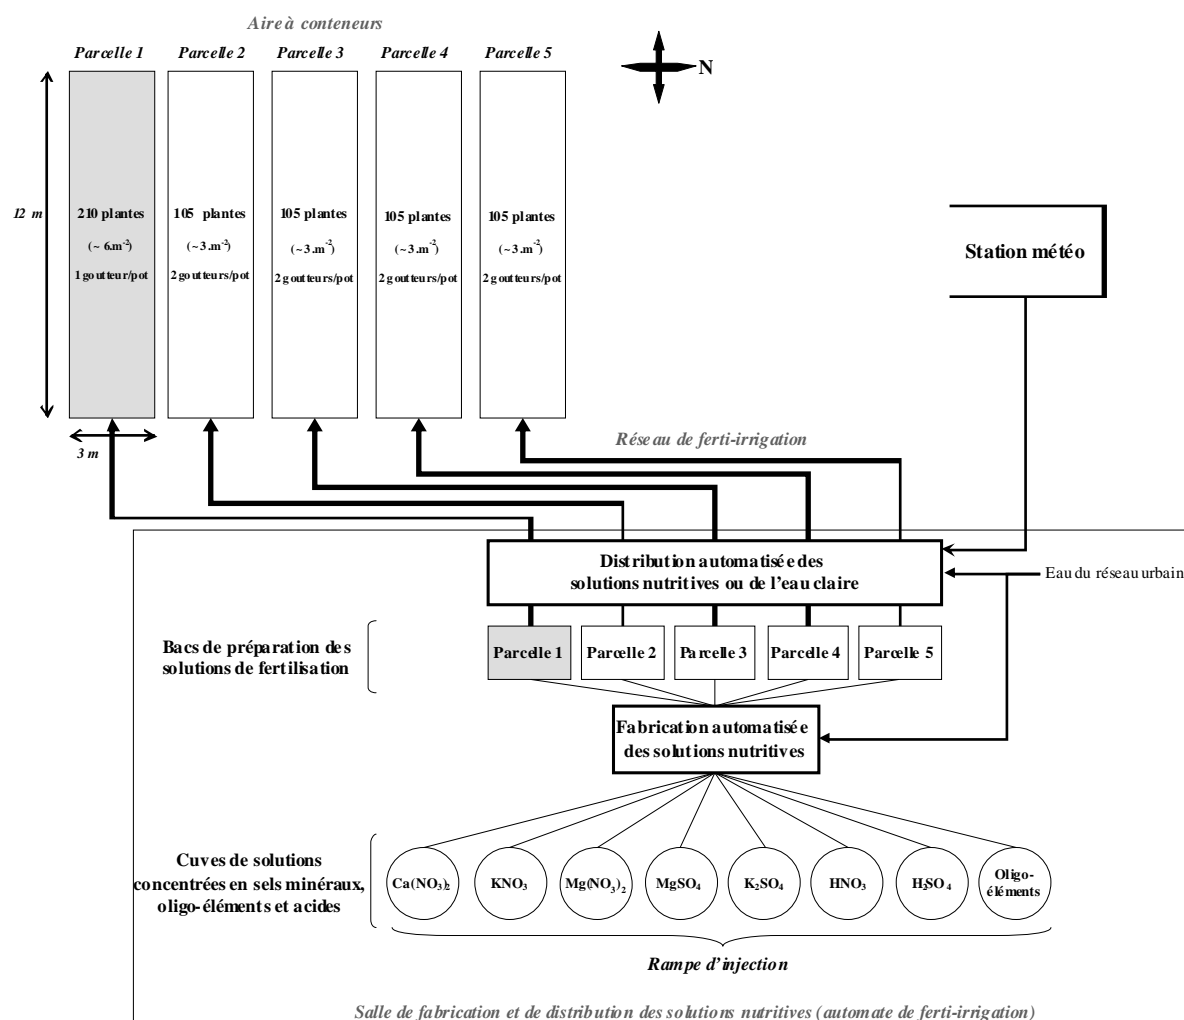 Aire à conteneurs
Parcelle 1
Parcelle 2
Parcelle 3
Parcelle 4
Parcelle 5
N
12 m
210 plantes
(~ 6.m-2)
1 goutteur/pot
105 plantes
(~3.m-2)
2 goutteurs/pot
105 plantes
(~3.m-2)
2 goutteurs/pot
105 plantes
(~3.m-2)
2 goutteurs/pot
105 plantes
(~3.m-2)
2 goutteurs/pot
Station météo
3 m
Réseau de ferti-irrigation
Distribution automatisée des
solutions nutritives ou de l'eau claire
Eau du réseau urbain
Bacs de préparation des
solutions de fertilisation
Parcelle 1
Parcelle 2
Parcelle 3
Parcelle 4
Parcelle 5
Fabrication automatisée
des solutions nutritives
Cuves de solutions
concentrées en sels minéraux,
oligo-éléments et acides
Ca(NO3)2
KNO3
Mg(NO3)2
MgSO4
K2SO4
HNO3
H2SO4
Oligo-
éléments
Rampe d'injection
Salle de fabrication et de distribution des solutions nutritives (automate de ferti-irrigation)